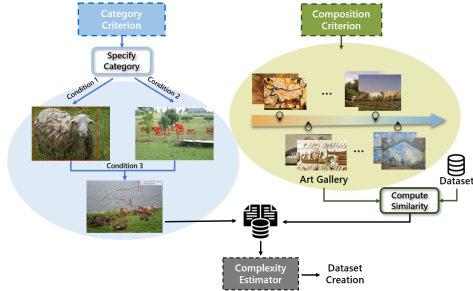 Category
Criterion
Composition
Criterion
Specify
Category
Condition 1
Condition 2
...
...
Condition 3
Art Gallery
Dataset
Compute
Similarity
Complexity
Estimator
Dataset
Creation